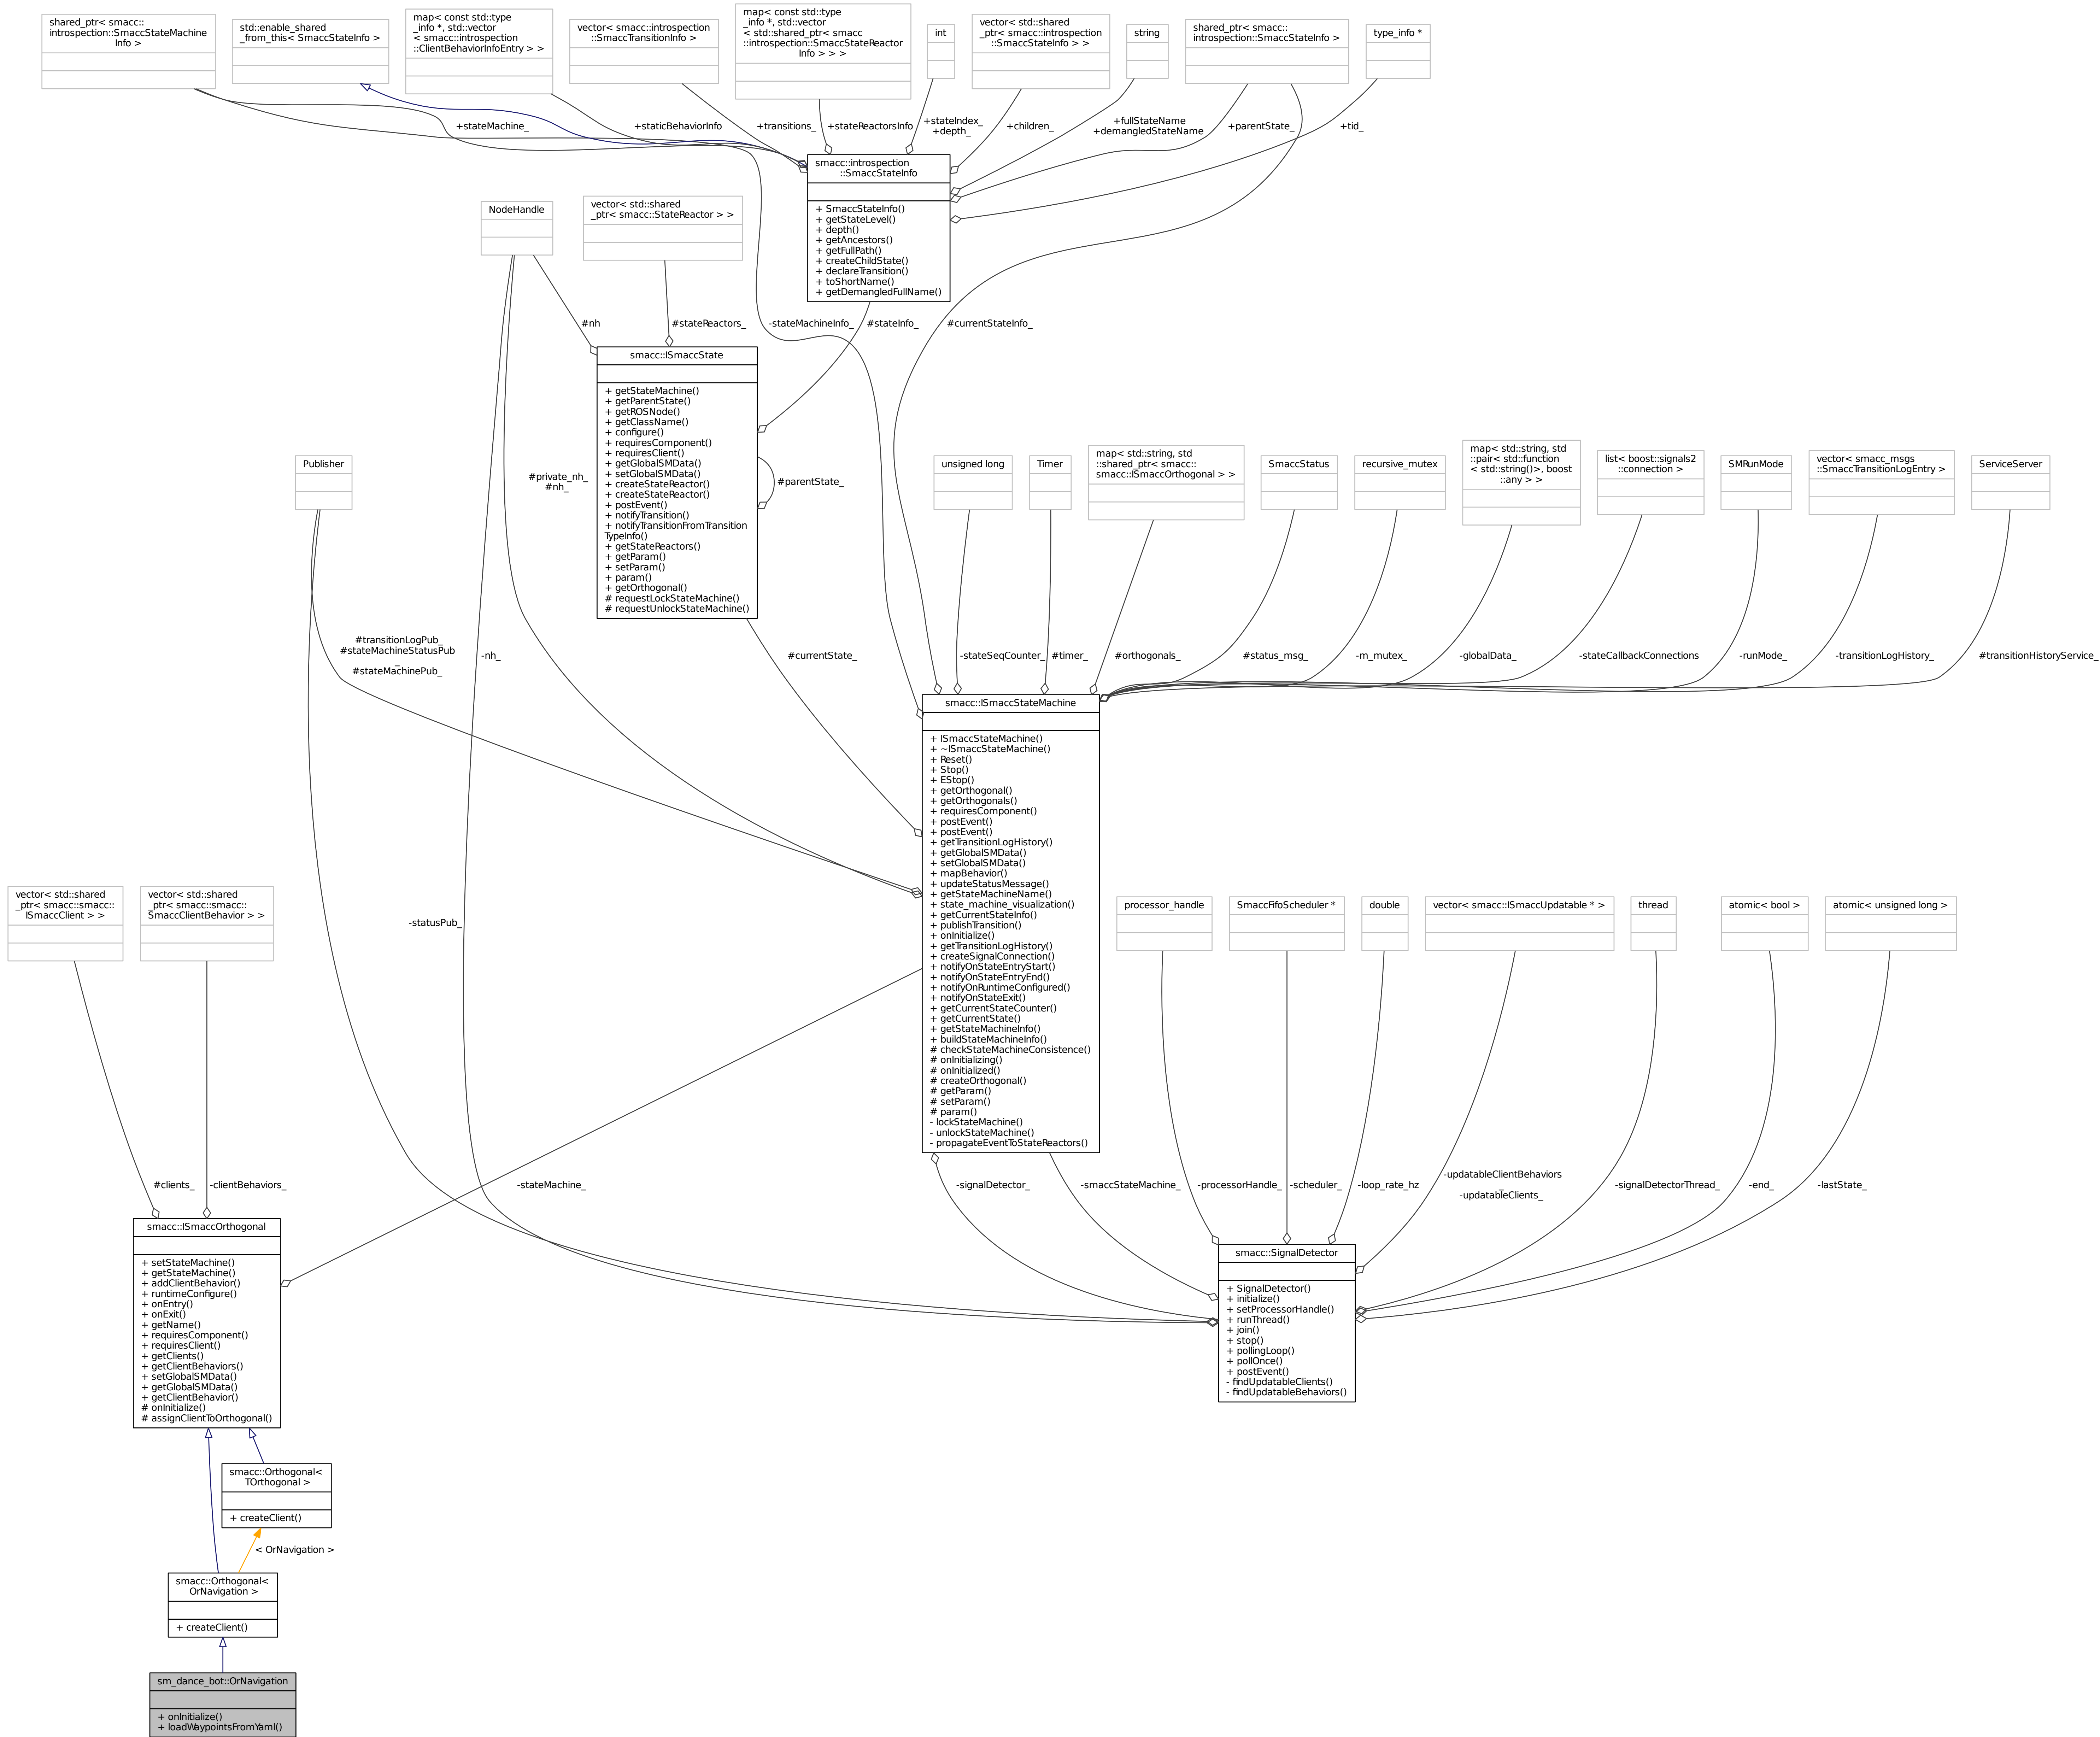 shared_ptr< smacc::
introspection::SmaccStateMachine
Info >
std::enable_shared
_from_this< SmaccStateInfo >
map< const std::type
_info *, std::vector
< smacc::introspection
::ClientBehaviorInfoEntry > >
vector< smacc::introspection
::SmaccTransitionInfo >
map< const std::type
_info *, std::vector
< std::shared_ptr< smacc
::introspection::SmaccStateReactor
Info > > >
int
vector< std::shared
_ptr< smacc::introspection
::SmaccStateInfo > >
string
shared_ptr< smacc::
introspection::SmaccStateInfo >
type_info *
+stateMachine_
+staticBehaviorInfo
+transitions_
+stateReactorsInfo
+stateIndex_
+depth_
+children_
+fullStateName
+demangledStateName
+parentState_
+tid_
smacc::introspection
::SmaccStateInfo
+ SmaccStateInfo()
+ getStateLevel()
+ depth()
+ getAncestors()
+ getFullPath()
+ createChildState()
+ declareTransition()
+ toShortName()
+ getDemangledFullName()
NodeHandle
vector< std::shared
_ptr< smacc::StateReactor > >
#nh
#stateReactors_
-stateMachineInfo_
#stateInfo_
#currentStateInfo_
smacc::ISmaccState
+ getStateMachine()
+ getParentState()
+ getROSNode()
+ getClassName()
+ configure()
+ requiresComponent()
+ requiresClient()
+ getGlobalSMData()
+ setGlobalSMData()
+ createStateReactor()
+ createStateReactor()
+ postEvent()
+ notifyTransition()
+ notifyTransitionFromTransition
TypeInfo()
+ getStateReactors()
+ getParam()
+ setParam()
+ param()
+ getOrthogonal()
# requestLockStateMachine()
# requestUnlockStateMachine()
#parentState_
Publisher
#private_nh_
#nh_
unsigned long
Timer
map< std::string, std
::shared_ptr< smacc::
smacc::ISmaccOrthogonal > >
SmaccStatus
recursive_mutex
map< std::string, std
::pair< std::function
< std::string()>, boost
::any > >
list< boost::signals2
::connection >
SMRunMode
vector< smacc_msgs
::SmaccTransitionLogEntry >
ServiceServer
#transitionLogPub_
#stateMachineStatusPub
_
#stateMachinePub_
-nh_
#currentState_
-stateSeqCounter_
#timer_
#orthogonals_
#status_msg_
-m_mutex_
-globalData_
-stateCallbackConnections
-runMode_
-transitionLogHistory_
#transitionHistoryService_
smacc::ISmaccStateMachine
+ ISmaccStateMachine()
+ ~ISmaccStateMachine()
+ Reset()
+ Stop()
+ EStop()
+ getOrthogonal()
+ getOrthogonals()
+ requiresComponent()
+ postEvent()
+ postEvent()
+ getTransitionLogHistory()
+ getGlobalSMData()
+ setGlobalSMData()
+ mapBehavior()
+ updateStatusMessage()
+ getStateMachineName()
+ state_machine_visualization()
+ getCurrentStateInfo()
+ publishTransition()
+ onInitialize()
+ getTransitionLogHistory()
+ createSignalConnection()
+ notifyOnStateEntryStart()
+ notifyOnStateEntryEnd()
+ notifyOnRuntimeConfigured()
+ notifyOnStateExit()
+ getCurrentStateCounter()
+ getCurrentState()
+ getStateMachineInfo()
+ buildStateMachineInfo()
# checkStateMachineConsistence()
# onInitializing()
# onInitialized()
# createOrthogonal()
# getParam()
# setParam()
# param()
- lockStateMachine()
- unlockStateMachine()
- propagateEventToStateReactors()
vector< std::shared
_ptr< smacc::smacc::
ISmaccClient > >
vector< std::shared
_ptr< smacc::smacc::
SmaccClientBehavior > >
-statusPub_
processor_handle
SmaccFifoScheduler *
double
vector< smacc::ISmaccUpdatable * >
thread
atomic< bool >
atomic< unsigned long >
#clients_
-clientBehaviors_
-stateMachine_
-signalDetector_
-smaccStateMachine_
-processorHandle_
-scheduler_
-loop_rate_hz
-updatableClientBehaviors
_
-updatableClients_
-signalDetectorThread_
-end_
-lastState_
smacc::ISmaccOrthogonal
+ setStateMachine()
+ getStateMachine()
+ addClientBehavior()
+ runtimeConfigure()
+ onEntry()
+ onExit()
+ getName()
+ requiresComponent()
+ requiresClient()
+ getClients()
+ getClientBehaviors()
+ setGlobalSMData()
+ getGlobalSMData()
+ getClientBehavior()
# onInitialize()
# assignClientToOrthogonal()
smacc::SignalDetector
+ SignalDetector()
+ initialize()
+ setProcessorHandle()
+ runThread()
+ join()
+ stop()
+ pollingLoop()
+ pollOnce()
+ postEvent()
- findUpdatableClients()
- findUpdatableBehaviors()
smacc::Orthogonal<
TOrthogonal >
+ createClient()
< OrNavigation >
smacc::Orthogonal<
OrNavigation >
+ createClient()
sm_dance_bot::OrNavigation
+ onInitialize()
+ loadWaypointsFromYaml()